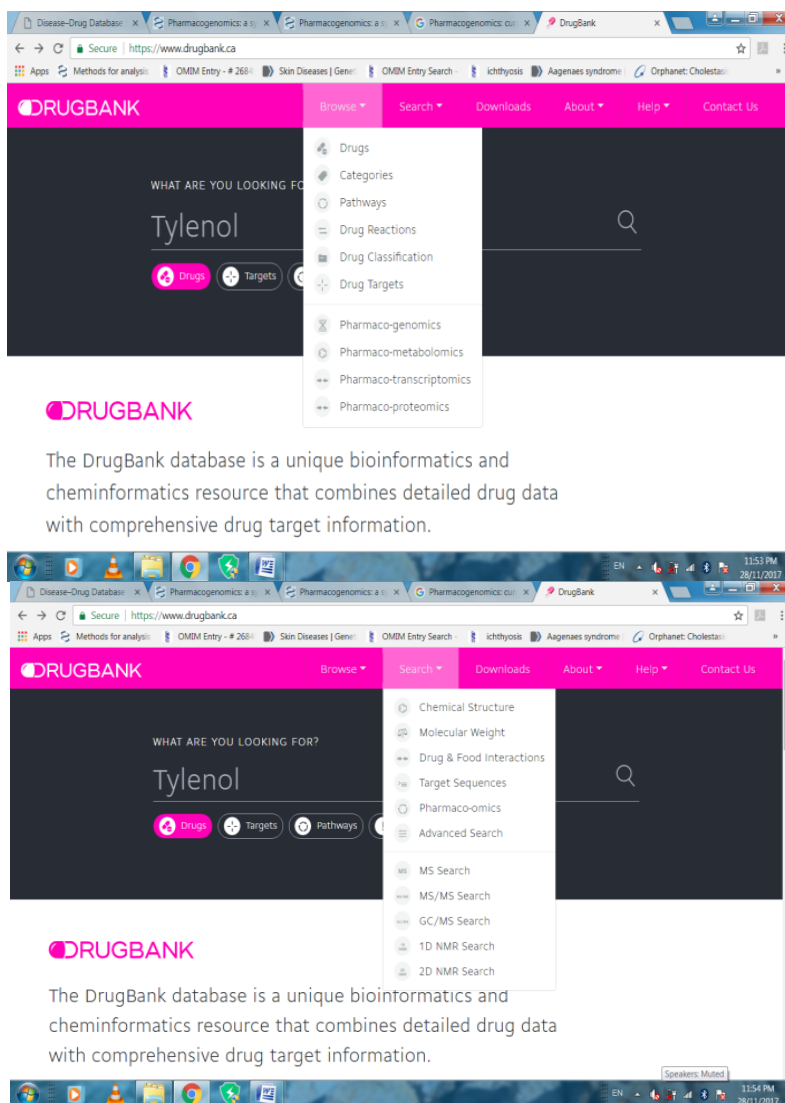 Disease–Drug Database
Pharmacogenomics: a sy
Pharmacogenomics: a sy
Pharmacogenomics: cur
DrugBank
Secure | https://www.drugbank.ca
Apps Methods for analysis OMIM Entry - # 2684 Skin Diseases | Genet OMIM Entry Search - ichthyosis Aagenaes syndrome Orphanet: Cholestasi »
DRUGBANK Browse Search Downloads About Help Contact Us
Drugs
Categories
Pathways
Drug Reactions
Drug Classification
Drug Targets
Pharmaco-genomics
Pharmaco-metabolomics
Pharmaco-transcriptomics
Pharmaco-proteomics
WHAT ARE YOU LOOKING FO
Tylenol
Drugs Targets
DRUGBANK
The DrugBank database is a unique bioinformatics and
cheminformatics resource that combines detailed drug data
with comprehensive drug target information.
EN 11:53 PM
28/11/2017
Disease–Drug Database
Pharmacogenomics: a sy
Pharmacogenomics: a sy
Pharmacogenomics: cur
DrugBank
Secure | https://www.drugbank.ca
Apps Methods for analysis OMIM Entry - # 2684 Skin Diseases | Genet OMIM Entry Search - ichthyosis Aagenaes syndrome Orphanet: Cholestasi »
DRUGBANK Browse Search Downloads About Help Contact Us
Chemical Structure
Molecular Weight
Drug & Food Interactions
Target Sequences
Pharmaco-omics
Advanced Search
MS MS Search
MS/MS Search
GC/MS Search
1D NMR Search
2D NMR Search
WHAT ARE YOU LOOKING FOR?
Tylenol
Drugs Targets Pathways
DRUGBANK
The DrugBank database is a unique bioinformatics and
cheminformatics resource that combines detailed drug data
with comprehensive drug target information.
Speakers: Muted
EN 11:54 PM
28/11/2017